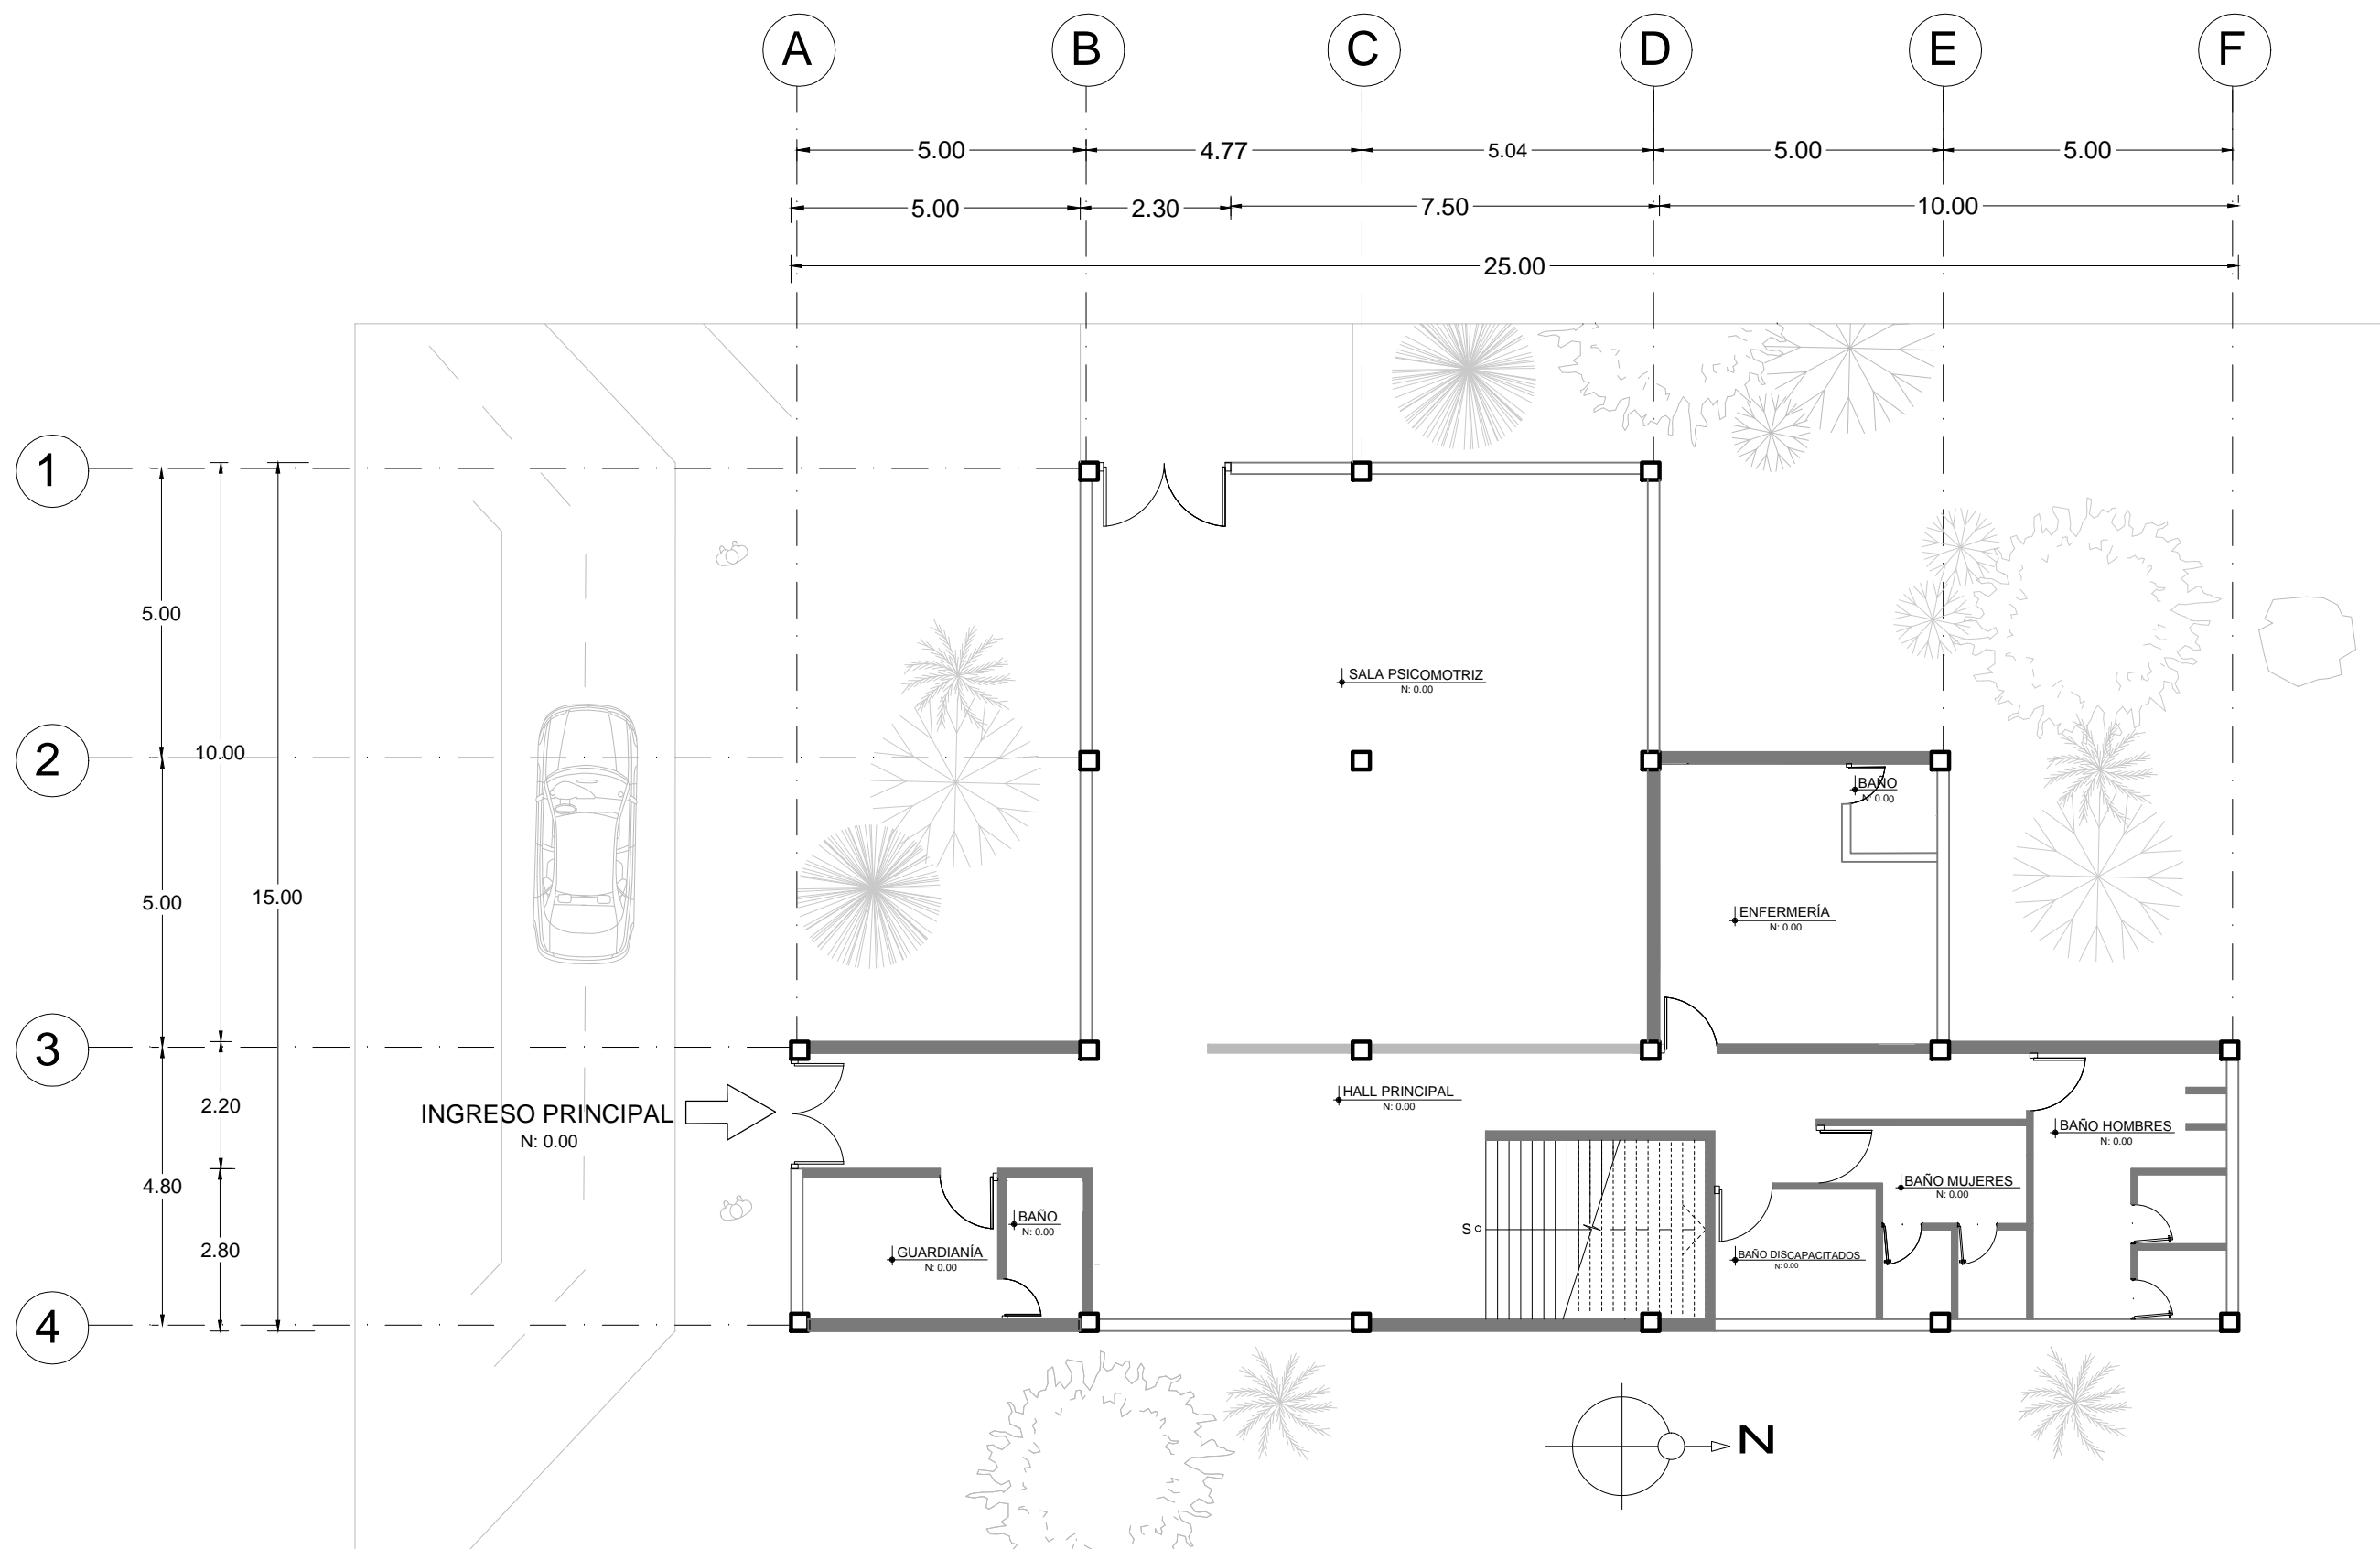 A
B
C
D
E
F
5.00
4.77
5.04
5.00
5.00
5.00
2.30
7.50
10.00
25.00
1
5.00
SALA PSICOMOTRIZ
N: 0.00
2
10.00
BAÑO
N: 0.00
5.00
15.00
ENFERMERÍA
N: 0.00
3
HALL PRINCIPAL
N: 0.00
2.20
INGRESO PRINCIPAL
N: 0.00
BAÑO HOMBRES
N: 0.00
4.80
BAÑO MUJERES
N: 0.00
BAÑO
N: 0.00
S
2.80
GUARDIANÍA
N: 0.00
BAÑO DISCAPACITADOS
N: 0.00
4
N